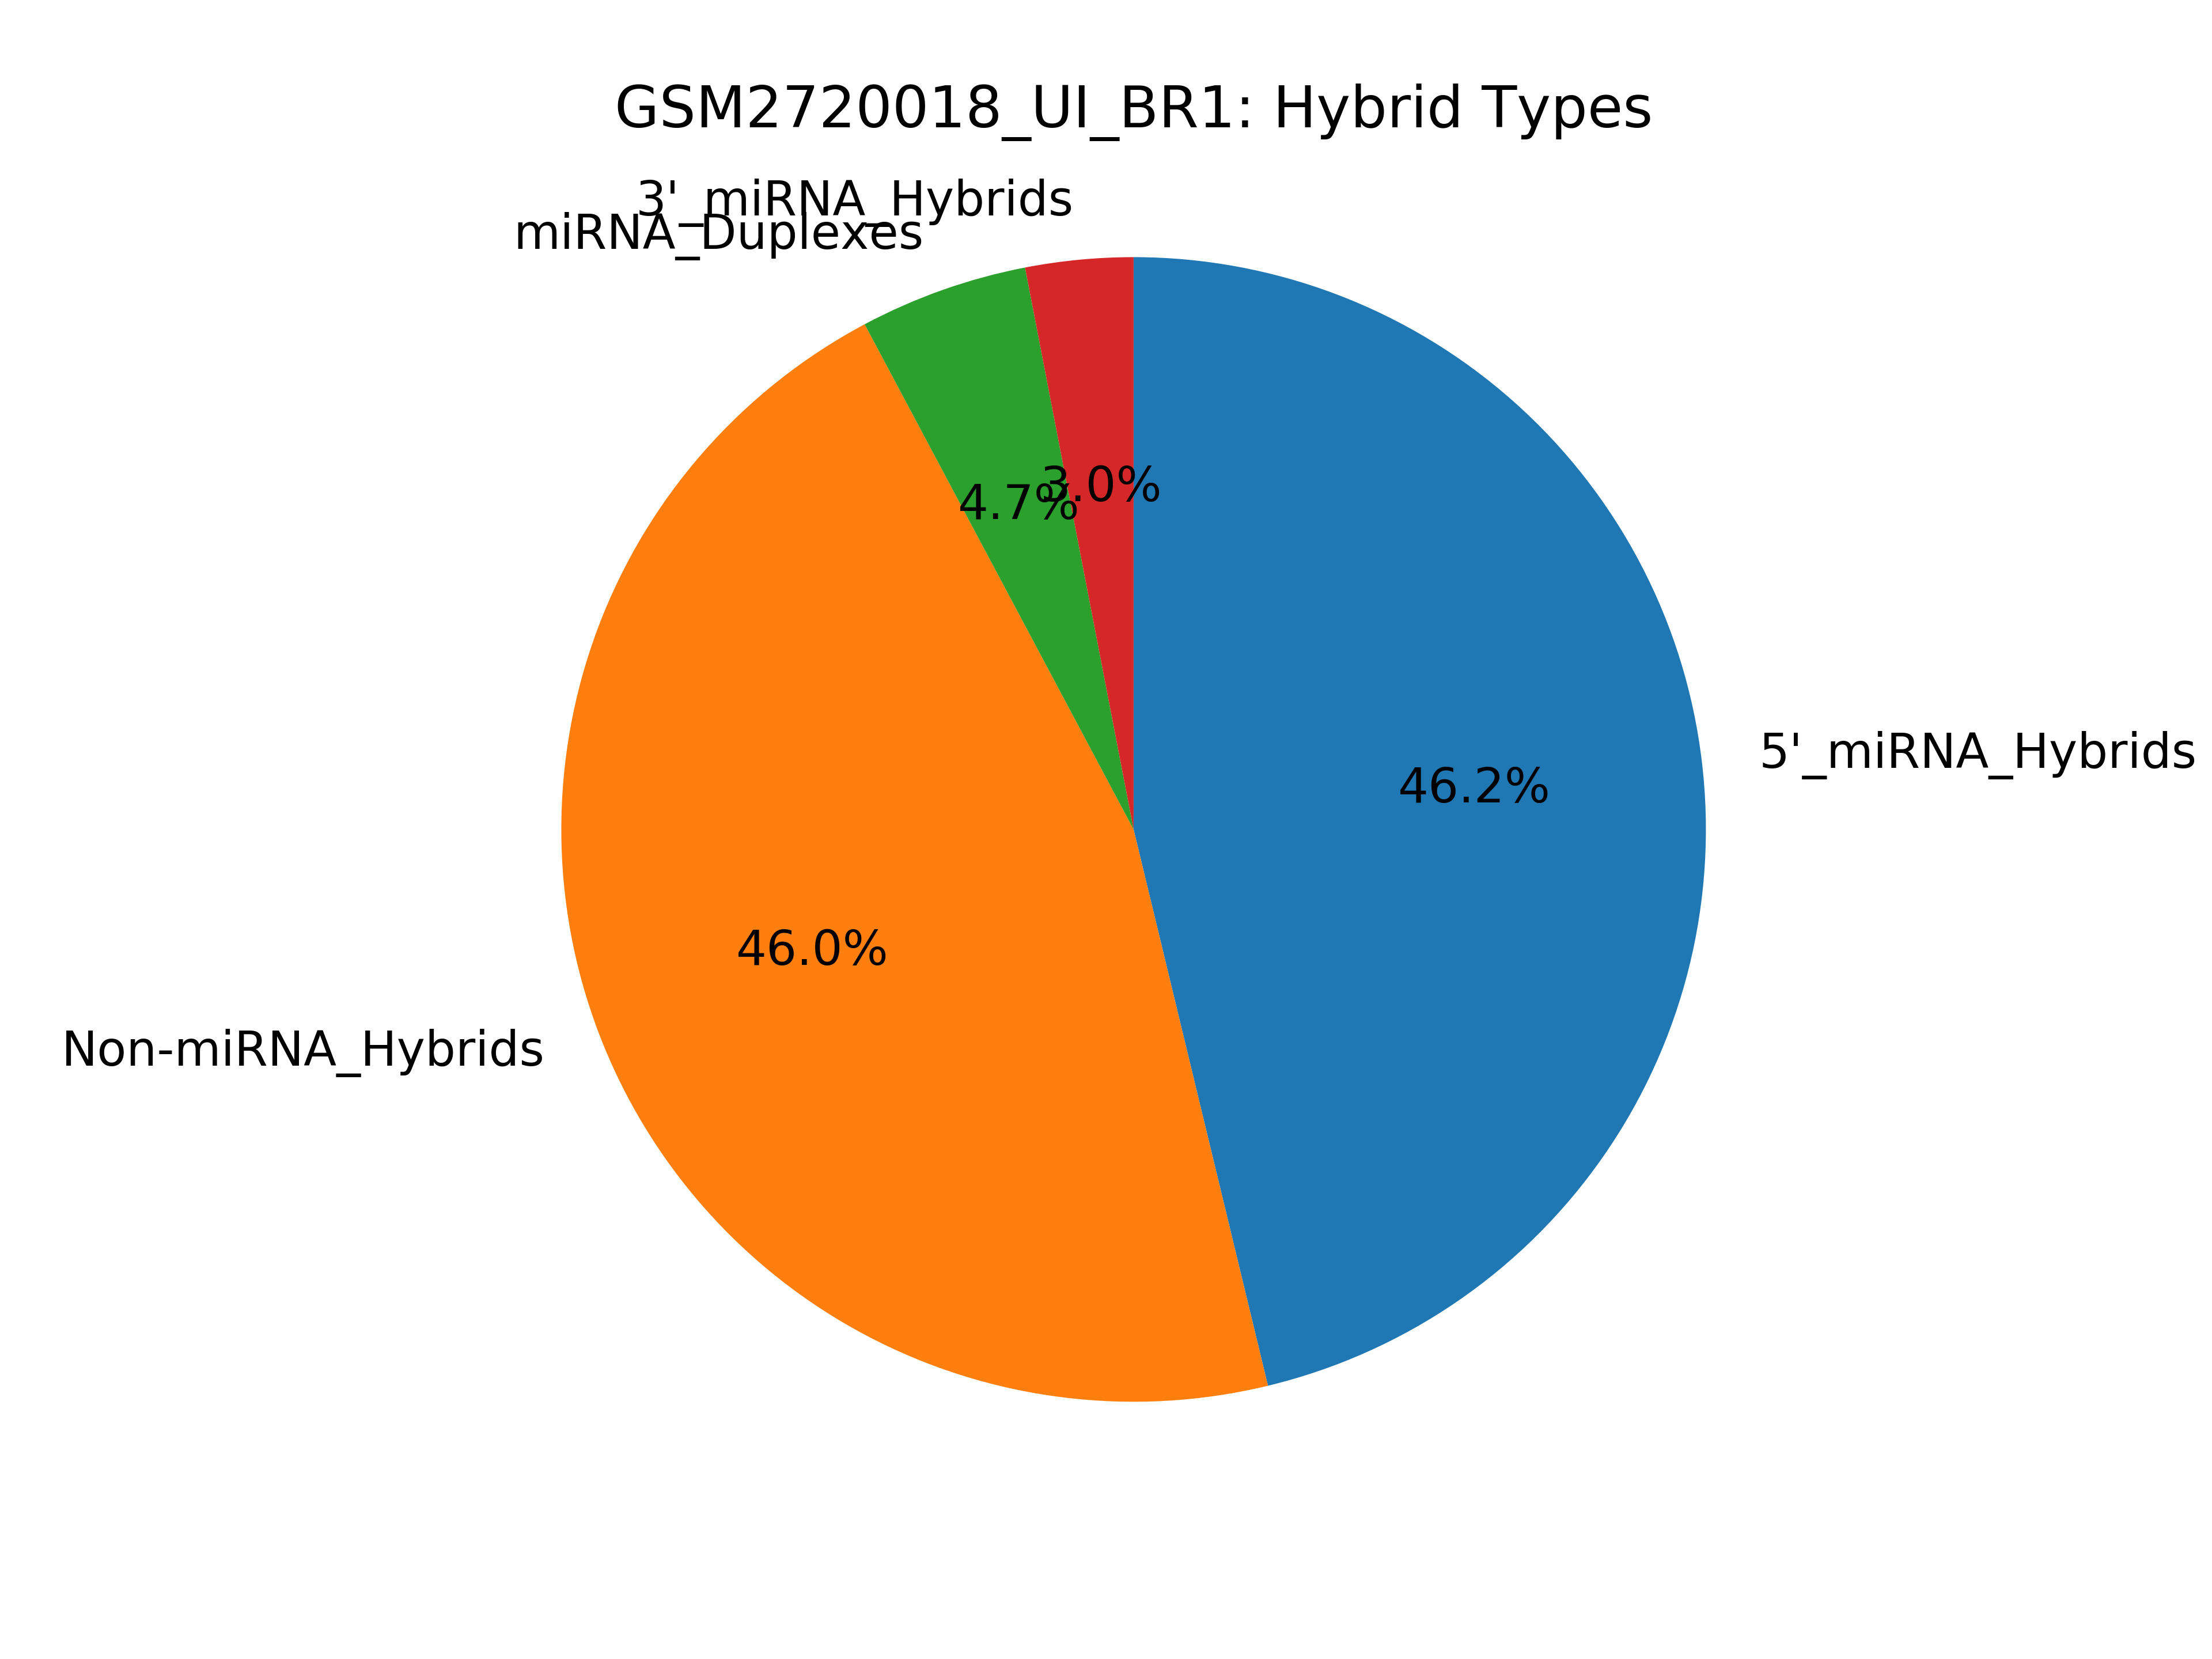 GSM2720018_UI_BR1: Hybrid Types
3'_miRNA_Hybrids
miRNA_Duplexes
3.0%
4.7%
5'_miRNA_Hybrids
46.2%
46.0%
Non-miRNA_Hybrids